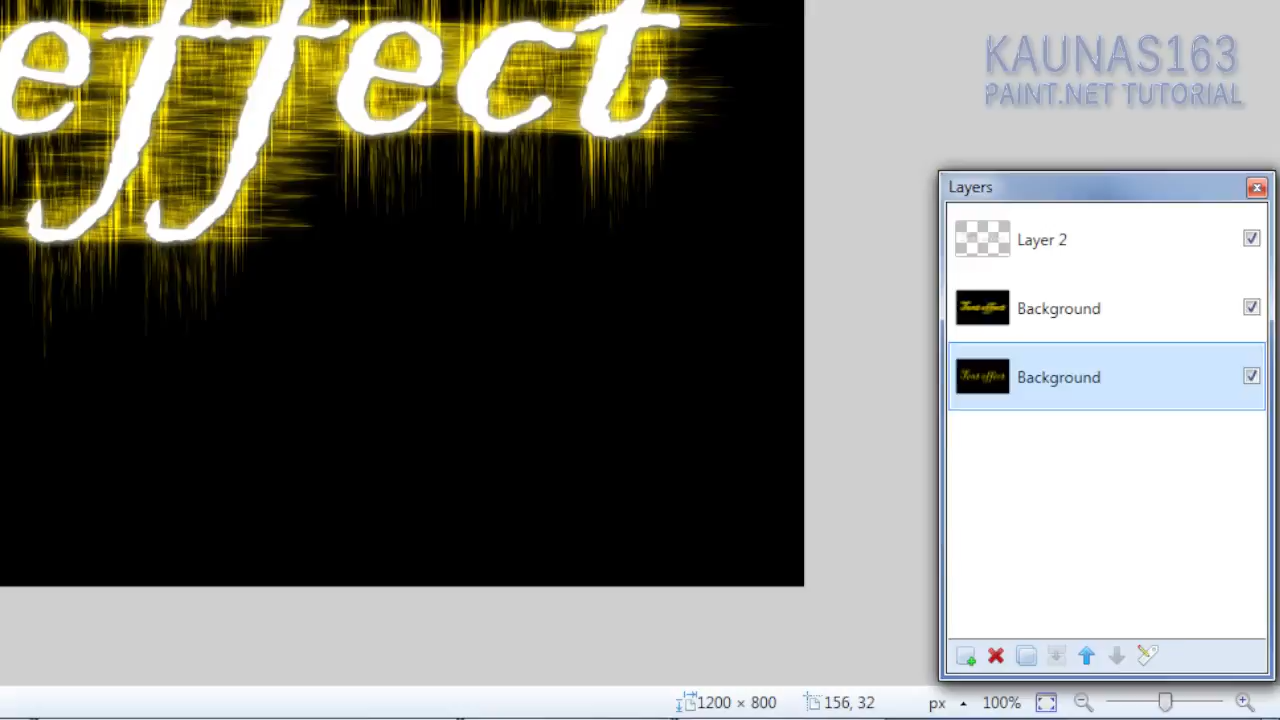 effect
KAUNAS163
PAINT.NET TUTORIAL
Layers
Layer 2
Background
Background
1200 × 800
156, 32
px
100%